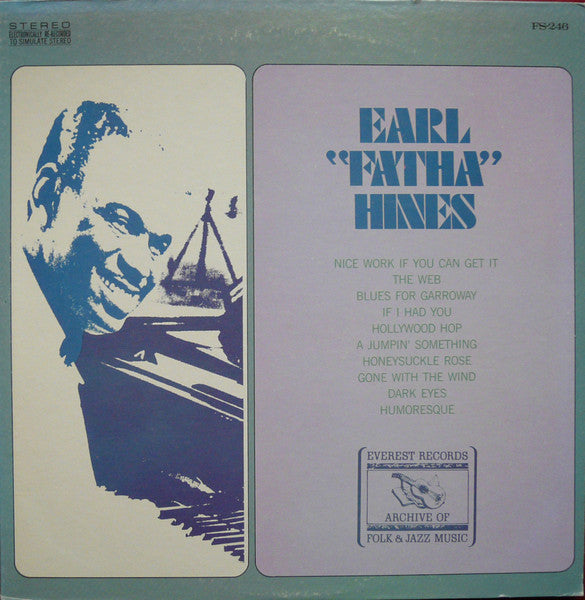 STEREO
ELECTRONICALLY RE-RECORDED
TO SIMULATE STEREO
FS-246
EARL
"FATHA"
HINES
NICE WORK IF YOU CAN GET IT
THE WEB
BLUES FOR GARROWAY
IF I HAD YOU
HOLLYWOOD HOP
A JUMPIN' SOMETHING
HONEYSUCKLE ROSE
GONE WITH THE WIND
DARK EYES
HUMORESQUE
EVEREST RECORDS
ARCHIVE OF
FOLK & JAZZ MUSIC